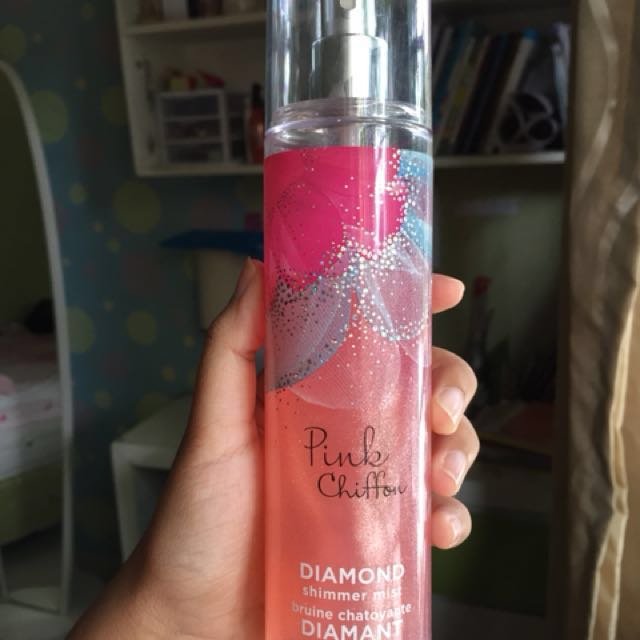 Pink
Chiffon
DIAMOND
shimmer mist
bruine chatoyante
DIAMANT